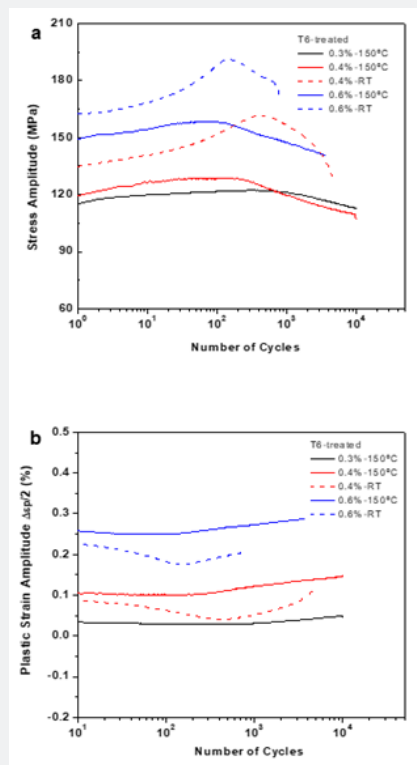 a
T6-treated
0.3%-150ºC
0.4%-150ºC
0.4%-RT
0.6%-150ºC
0.6%-RT
210
180
150
120
90
60
Stress Amplitude (MPa)
10⁰ 10¹ 10² 10³ 10⁴
Number of Cycles
b
T6-treated
0.3%-150ºC
0.4%-150ºC
0.4%-RT
0.6%-150ºC
0.6%-RT
0.5
0.4
0.3
0.2
0.1
0.0
-0.1
-0.2
Plastic Strain Amplitude Δεp/2 (%)
10¹ 10² 10³ 10⁴
Number of Cycles